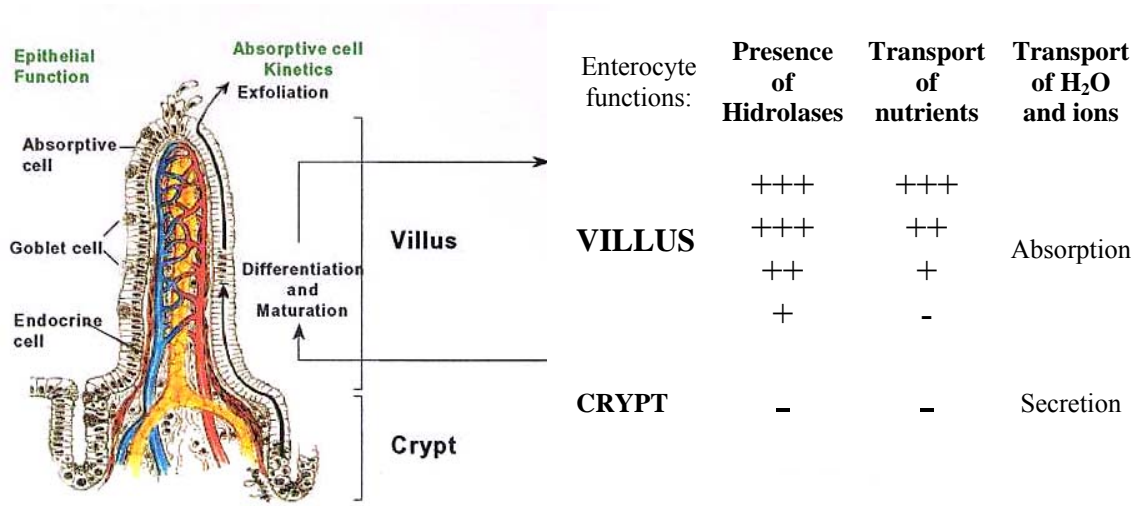 Epithelial
Function
Absorptive cell
Kinetics
Exfoliation
Absorptive
cell
Goblet cell
Endocrine
cell
Differentiation
and
Maturation
Villus
Crypt
Enterocyte
functions:
Presence
of
Hidrolases
Transport
of
nutrients
Transport
of H₂O
and ions
VILLUS
+++ +++
+++ ++
++ +
+ -
Absorption
CRYPT - - Secretion